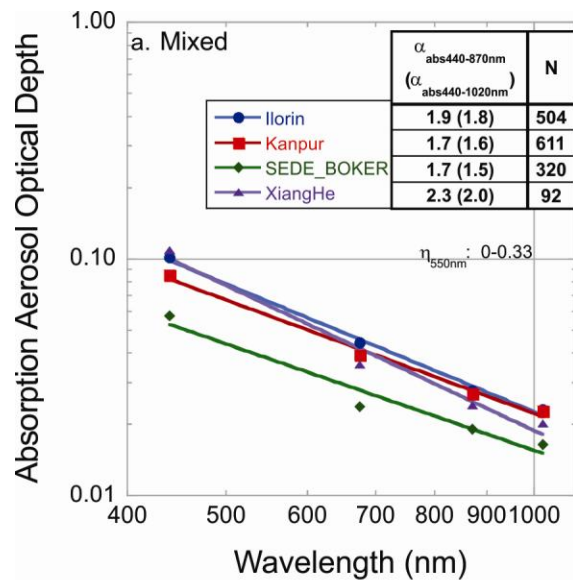 a. Mixed
α abs440-870nm
(α abs440-1020nm)
N
Ilorin 1.9 (1.8) 504
Kanpur 1.7 (1.6) 611
SEDE_BOKER 1.7 (1.5) 320
XiangHe 2.3 (2.0) 92
η550nm: 0-0.33
Absorption Aerosol Optical Depth
1.00
0.10
0.01
400 500 600 700 800 900 1000
Wavelength (nm)